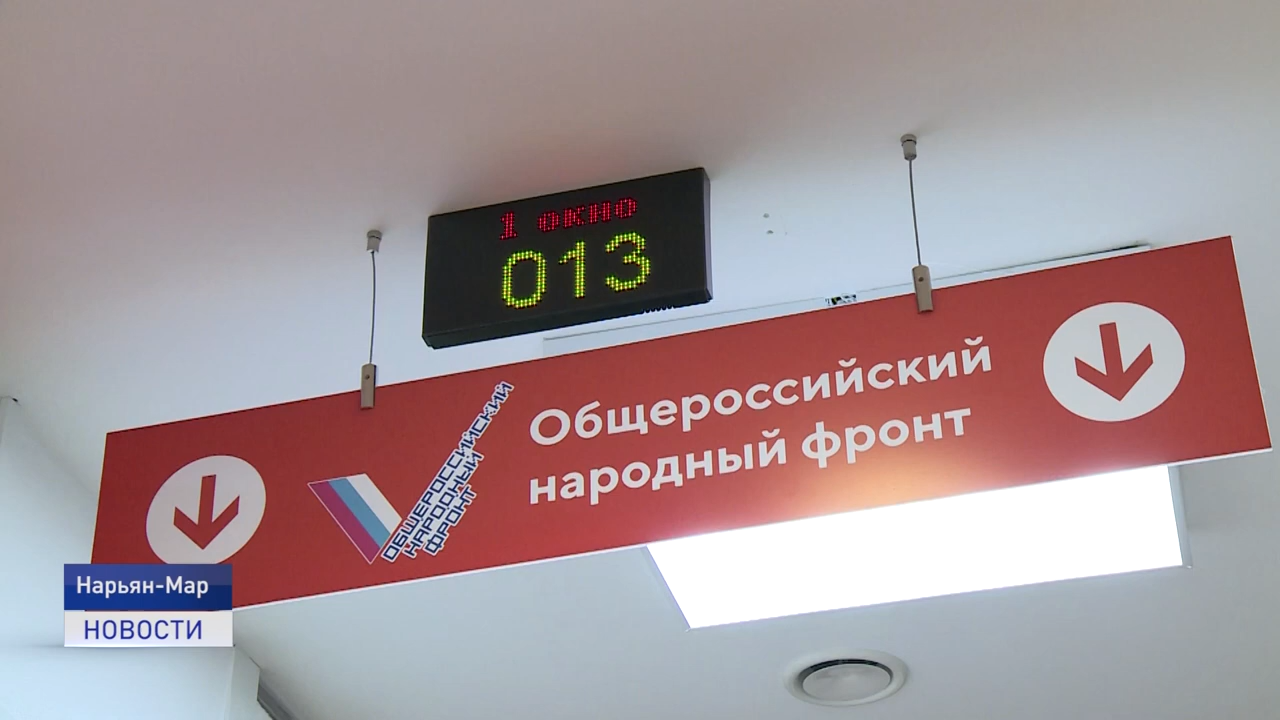 1 окно
013
Общероссийский
народный фронт
ОБЩЕРОССИЙСКИЙ
НАРОДНЫЙ
ФРОНТ
Нарьян-Мар
НОВОСТИ